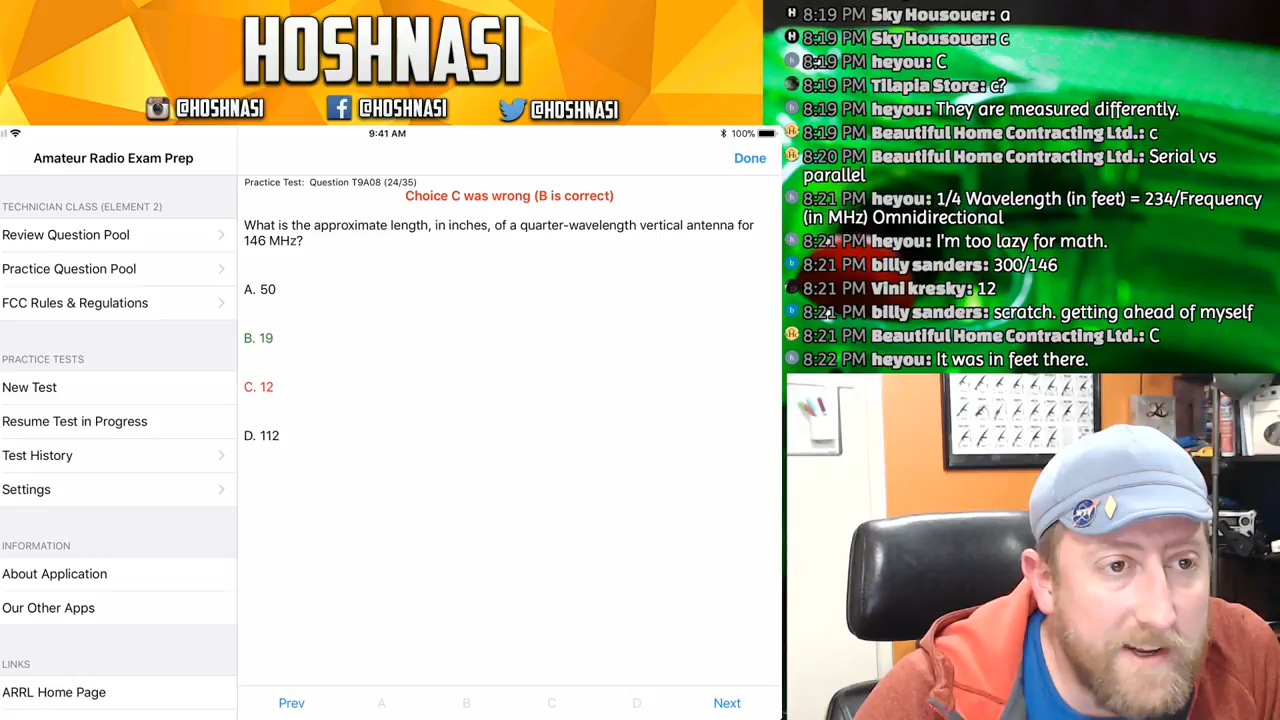 HOSHNASI
@HOSHNASI
@HOSHNASI
@HOSHNASI
9:41 AM
100%
Amateur Radio Exam Prep
Done
TECHNICIAN CLASS (ELEMENT 2)
Review Question Pool
Practice Question Pool
FCC Rules & Regulations
PRACTICE TESTS
New Test
Resume Test in Progress
Test History
Settings
INFORMATION
About Application
Our Other Apps
LINKS
ARRL Home Page
Practice Test: Question T9A08 (24/35)
Choice C was wrong (B is correct)
What is the approximate length, in inches, of a quarter-wavelength vertical antenna for
146 MHz?
A. 50
B. 19
C. 12
D. 112
Prev
A
B
C
D
Next
H 8:19 PM Sky Housouer: a
H 8:19 PM Sky Housouer: c
h 8:19 PM heyou: C
8:19 PM Tilapia Store: c?
h 8:19 PM heyou: They are measured differently.
8:19 PM Beautiful Home Contracting Ltd.: c
8:20 PM Beautiful Home Contracting Ltd.: Serial vs
parallel
h 8:21 PM heyou: 1/4 Wavelength (in feet) = 234/Frequency
(in MHz) Omnidirectional
h 8:21 PM heyou: I'm too lazy for math.
b 8:21 PM billy sanders: 300/146
8:21 PM Vini kresky: 12
b 8:21 PM billy sanders: scratch. getting ahead of myself
8:21 PM Beautiful Home Contracting Ltd.: C
h 8:22 PM heyou: It was in feet there.